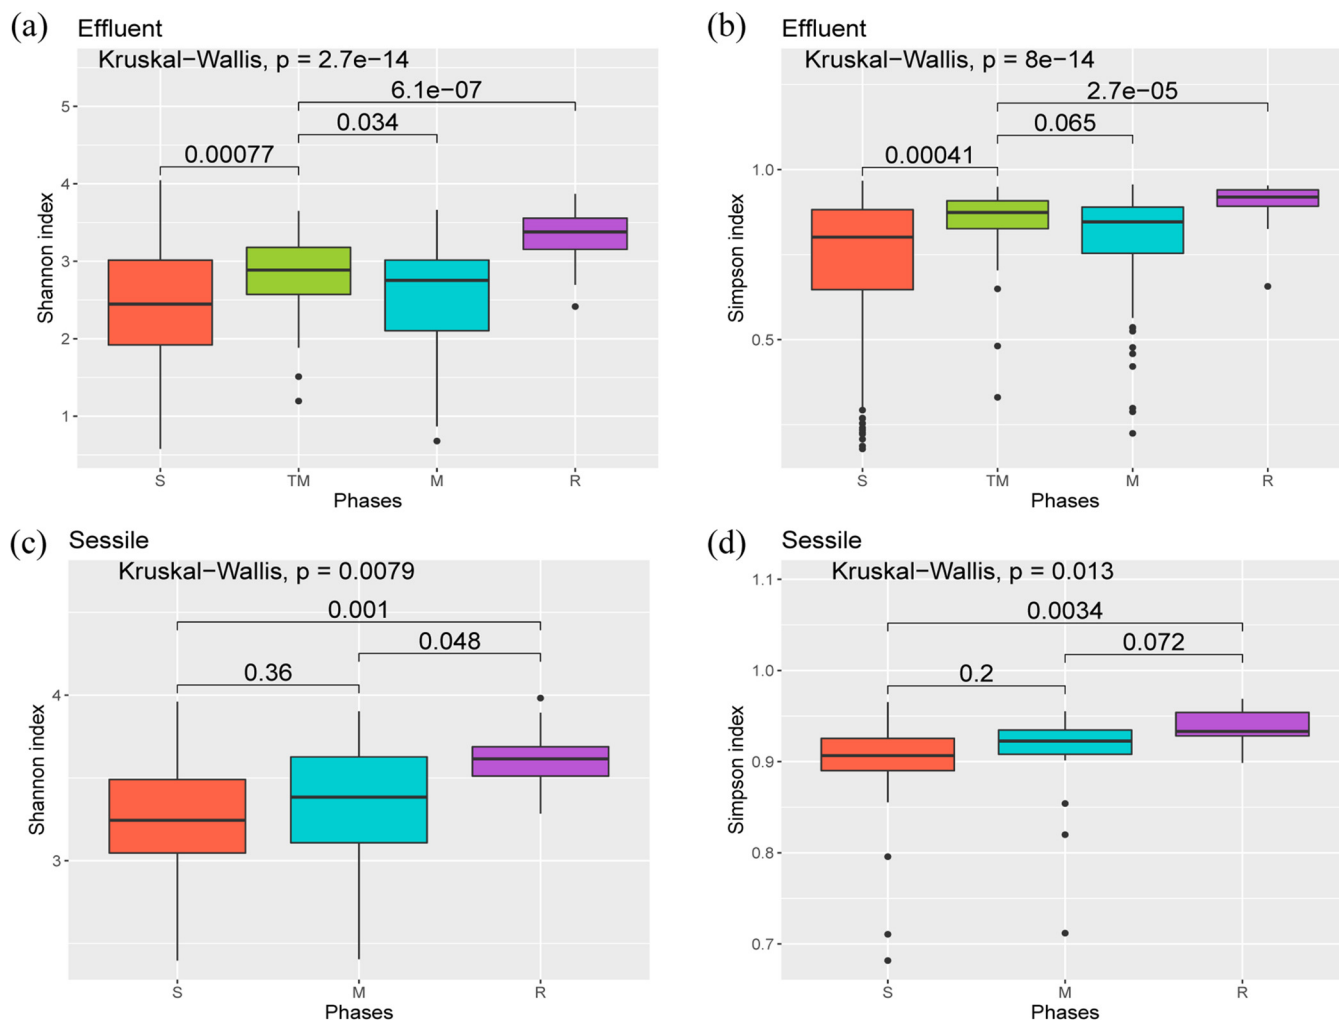 (a) Effluent
Kruskal−Wallis, p = 2.7e−14
6.1e−07
0.034
0.00077
5
4
3
2
1
Shannon index
S TM M R
Phases
(b) Effluent
Kruskal−Wallis, p = 8e−14
2.7e−05
0.065
0.00041
1.0
0.5
Simpson index
S TM M R
Phases
(c) Sessile
Kruskal−Wallis, p = 0.0079
0.001
0.048
0.36
4
3
Shannon index
S M R
Phases
(d) Sessile
Kruskal−Wallis, p = 0.013
0.0034
0.072
0.2
1.1
1.0
0.9
0.8
0.7
Simpson index
S M R
Phases